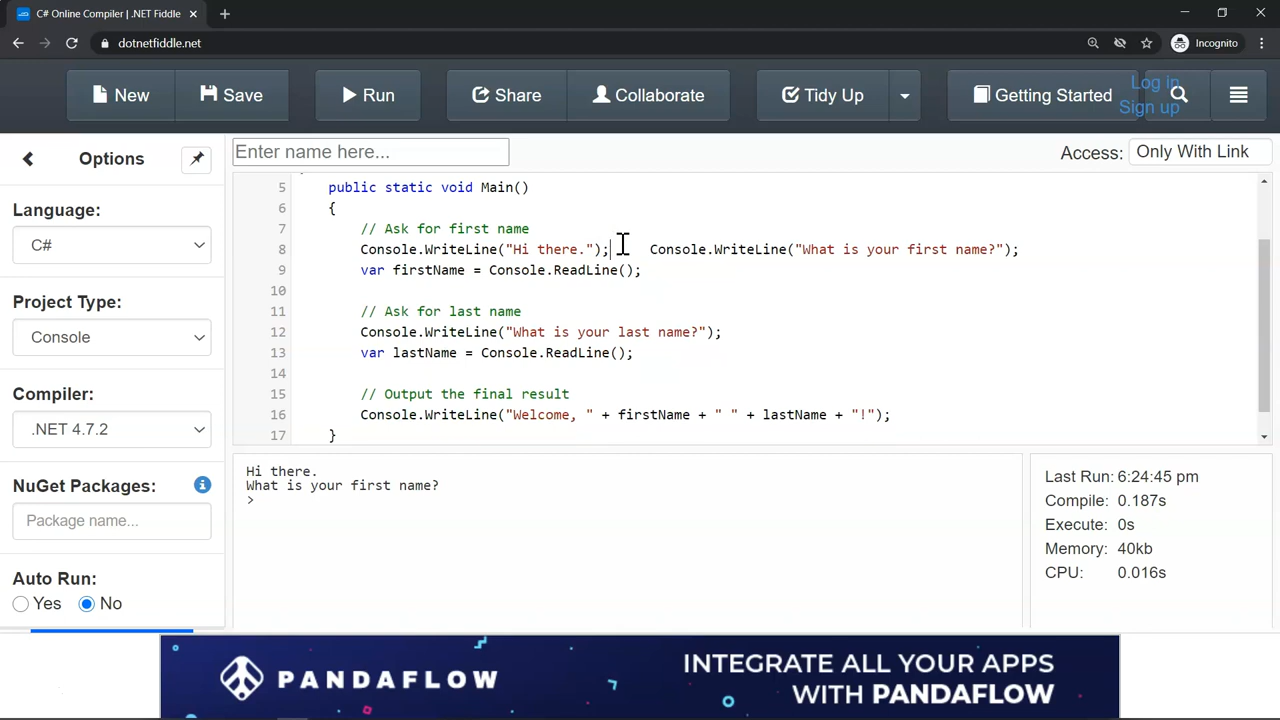 C# Online Compiler | .NET Fiddle
dotnetfiddle.net
Incognito
New
Save
Run
Share
Collaborate
Tidy Up
Getting Started
Log in
Sign up
Options
Enter name here...
Access: Only With Link
Language:
C#
Project Type:
Console
Compiler:
.NET 4.7.2
NuGet Packages:
Package name...
Auto Run:
Yes No
5 public static void Main()
6 {
7 // Ask for first name
8 Console.WriteLine("Hi there."); Console.WriteLine("What is your first name?");
9 var firstName = Console.ReadLine();
10
11 // Ask for last name
12 Console.WriteLine("What is your last name?");
13 var lastName = Console.ReadLine();
14
15 // Output the final result
16 Console.WriteLine("Welcome, " + firstName + " " + lastName + "!");
17 }
Hi there.
What is your first name?
>
Last Run: 6:24:45 pm
Compile: 0.187s
Execute: 0s
Memory: 40kb
CPU: 0.016s
PANDAFLOW
INTEGRATE ALL YOUR APPS
WITH PANDAFLOW